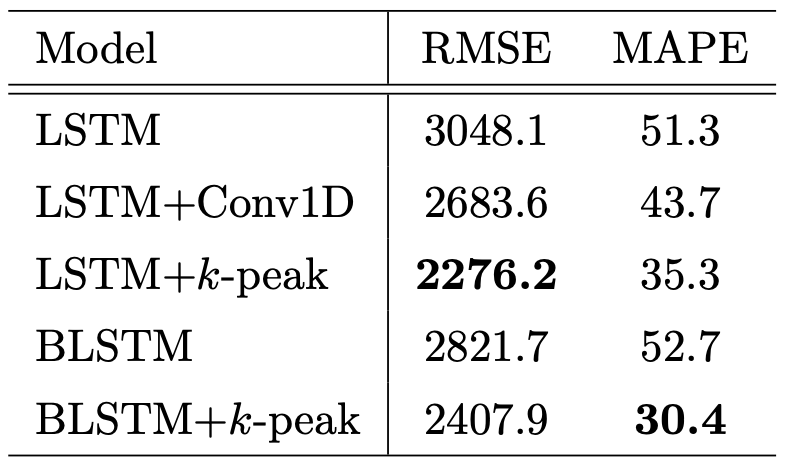 Model RMSE MAPE
LSTM 3048.1 51.3
LSTM+Conv1D 2683.6 43.7
LSTM+k-peak 2276.2 35.3
BLSTM 2821.7 52.7
BLSTM+k-peak 2407.9 30.4